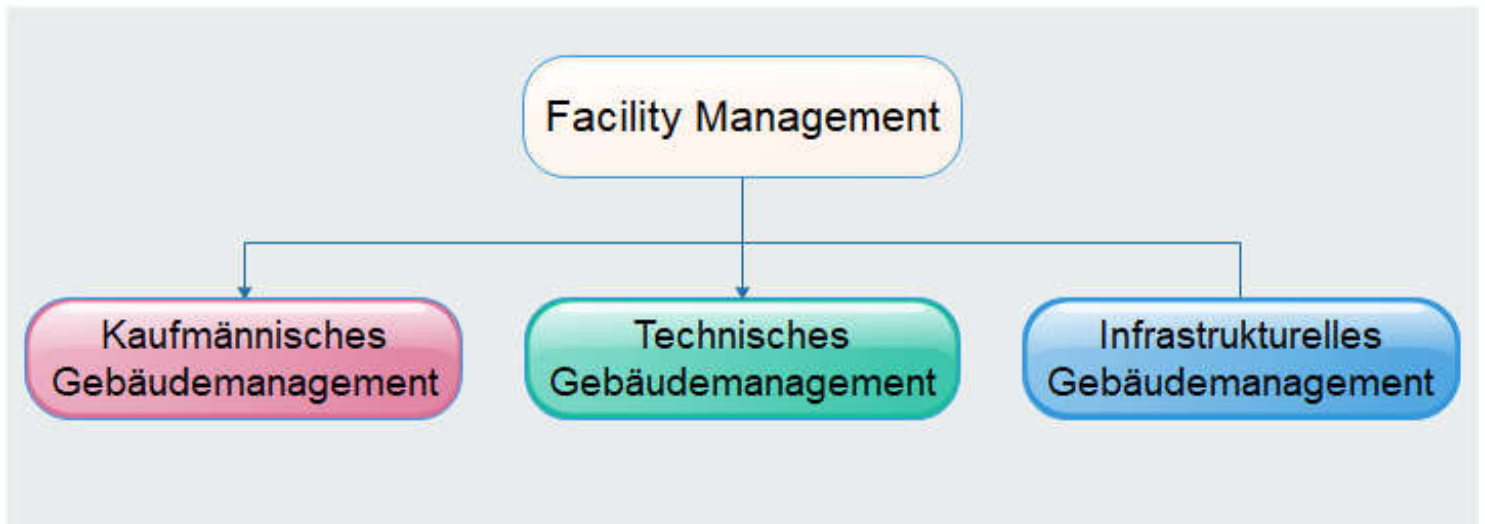 Facility Management
Kaufmännisches
Gebäudemanagement
Technisches
Gebäudemanagement
Infrastrukturelles
Gebäudemanagement